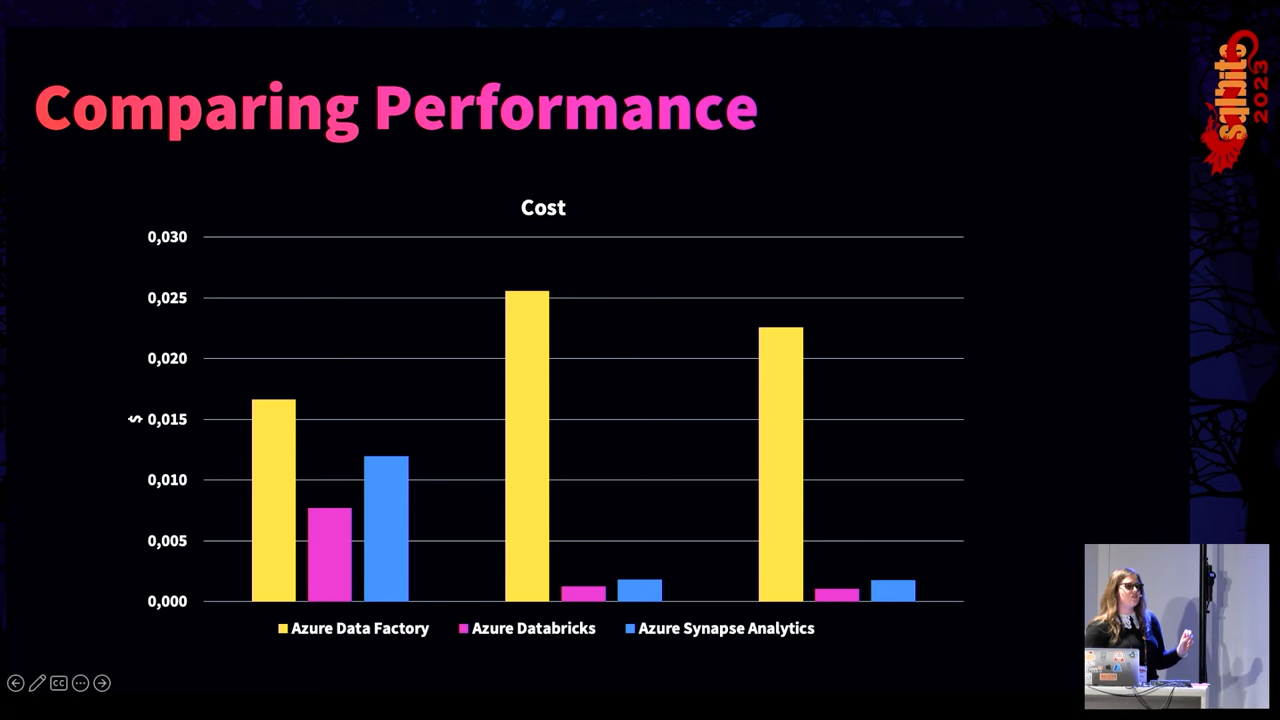 Comparing Performance
sqlbits
2023
Cost
0,030
0,025
0,020
$ 0,015
0,010
0,005
0,000
Azure Data Factory Azure Databricks Azure Synapse Analytics
CC